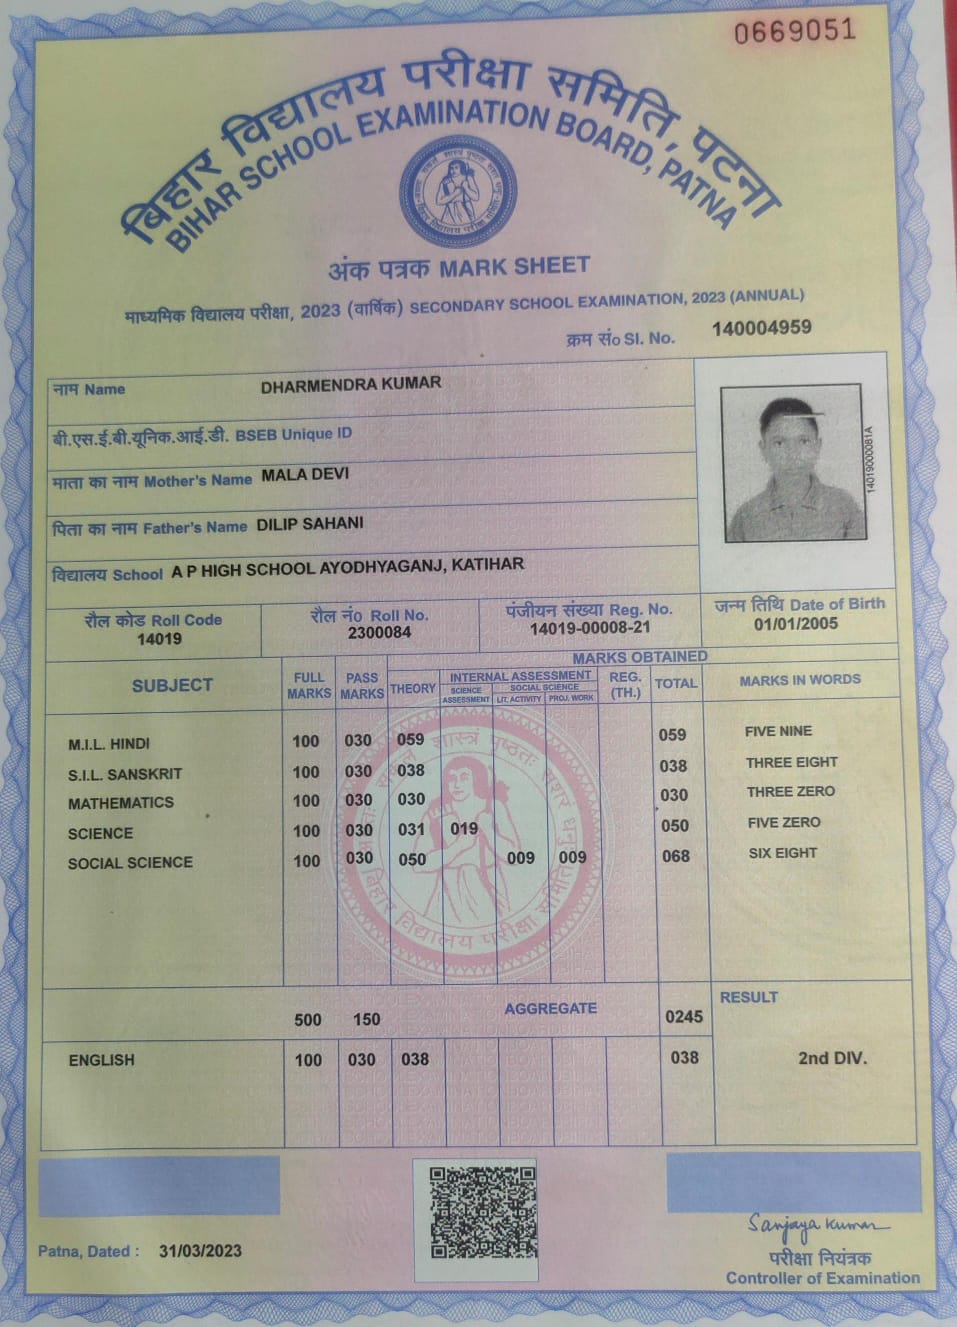 0669051
बिहार विद्यालय परीक्षा समिति, पटना
BIHAR SCHOOL EXAMINATION BOARD, PATNA
अंक पत्रक MARK SHEET
माध्यमिक विद्यालय परीक्षा, 2023 (वार्षिक) SECONDARY SCHOOL EXAMINATION, 2023 (ANNUAL)
क्रम सं० Sl. No. 140004959
नाम Name DHARMENDRA KUMAR
बी.एस.ई.बी.यूनिक.आई.डी. BSEB Unique ID
माता का नाम Mother's Name MALA DEVI
पिता का नाम Father's Name DILIP SAHANI
विद्यालय School A P HIGH SCHOOL AYODHYAGANJ, KATIHAR
14019000081A
रौल कोड Roll Code रौल नं० Roll No. पंजीयन संख्या Reg. No. जन्म तिथि Date of Birth
14019 2300084 14019-00008-21 01/01/2005
MARKS OBTAINED
SUBJECT FULL MARKS PASS MARKS THEORY INTERNAL ASSESSMENT REG. (TH.) TOTAL MARKS IN WORDS
SCIENCE ASSESSMENT SOCIAL SCIENCE LIT. ACTIVITY PROJ. WORK
M.I.L. HINDI 100 030 059 059 FIVE NINE
S.I.L. SANSKRIT 100 030 038 038 THREE EIGHT
MATHEMATICS 100 030 030 030 THREE ZERO
SCIENCE 100 030 031 019 050 FIVE ZERO
SOCIAL SCIENCE 100 030 050 009 009 068 SIX EIGHT
500 150 AGGREGATE 0245 RESULT
ENGLISH 100 030 038 038 2nd DIV.
Patna, Dated : 31/03/2023
Sanjaya Kumar
परीक्षा नियंत्रक
Controller of Examination
बिहार विद्यालय परीक्षा समिति